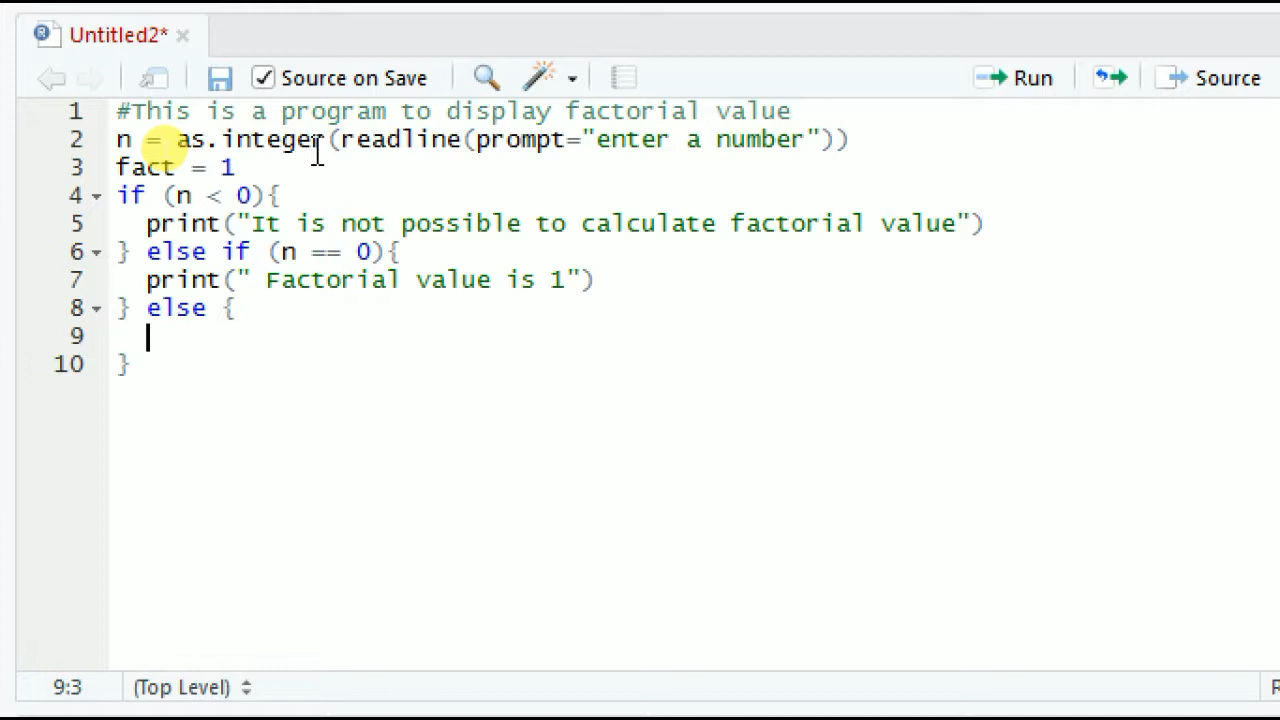 Untitled2*
Source on Save
Run
Source
1 #This is a program to display factorial value
2 n = as.integer(readline(prompt="enter a number"))
3 fact = 1
4 if (n < 0){
5 print("It is not possible to calculate factorial value")
6 } else if (n == 0){
7 print(" Factorial value is 1")
8 } else {
9
10 }
9:3 (Top Level)